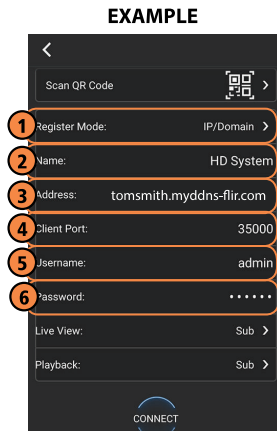 EXAMPLE
Scan QR Code
1 Register Mode: IP/Domain >
2 Name: HD System
3 Address: tomsmith.myddns-flir.com
4 Client Port: 35000
5 Username: admin
6 Password: ······
Live View: Sub >
Playback: Sub >
CONNECT